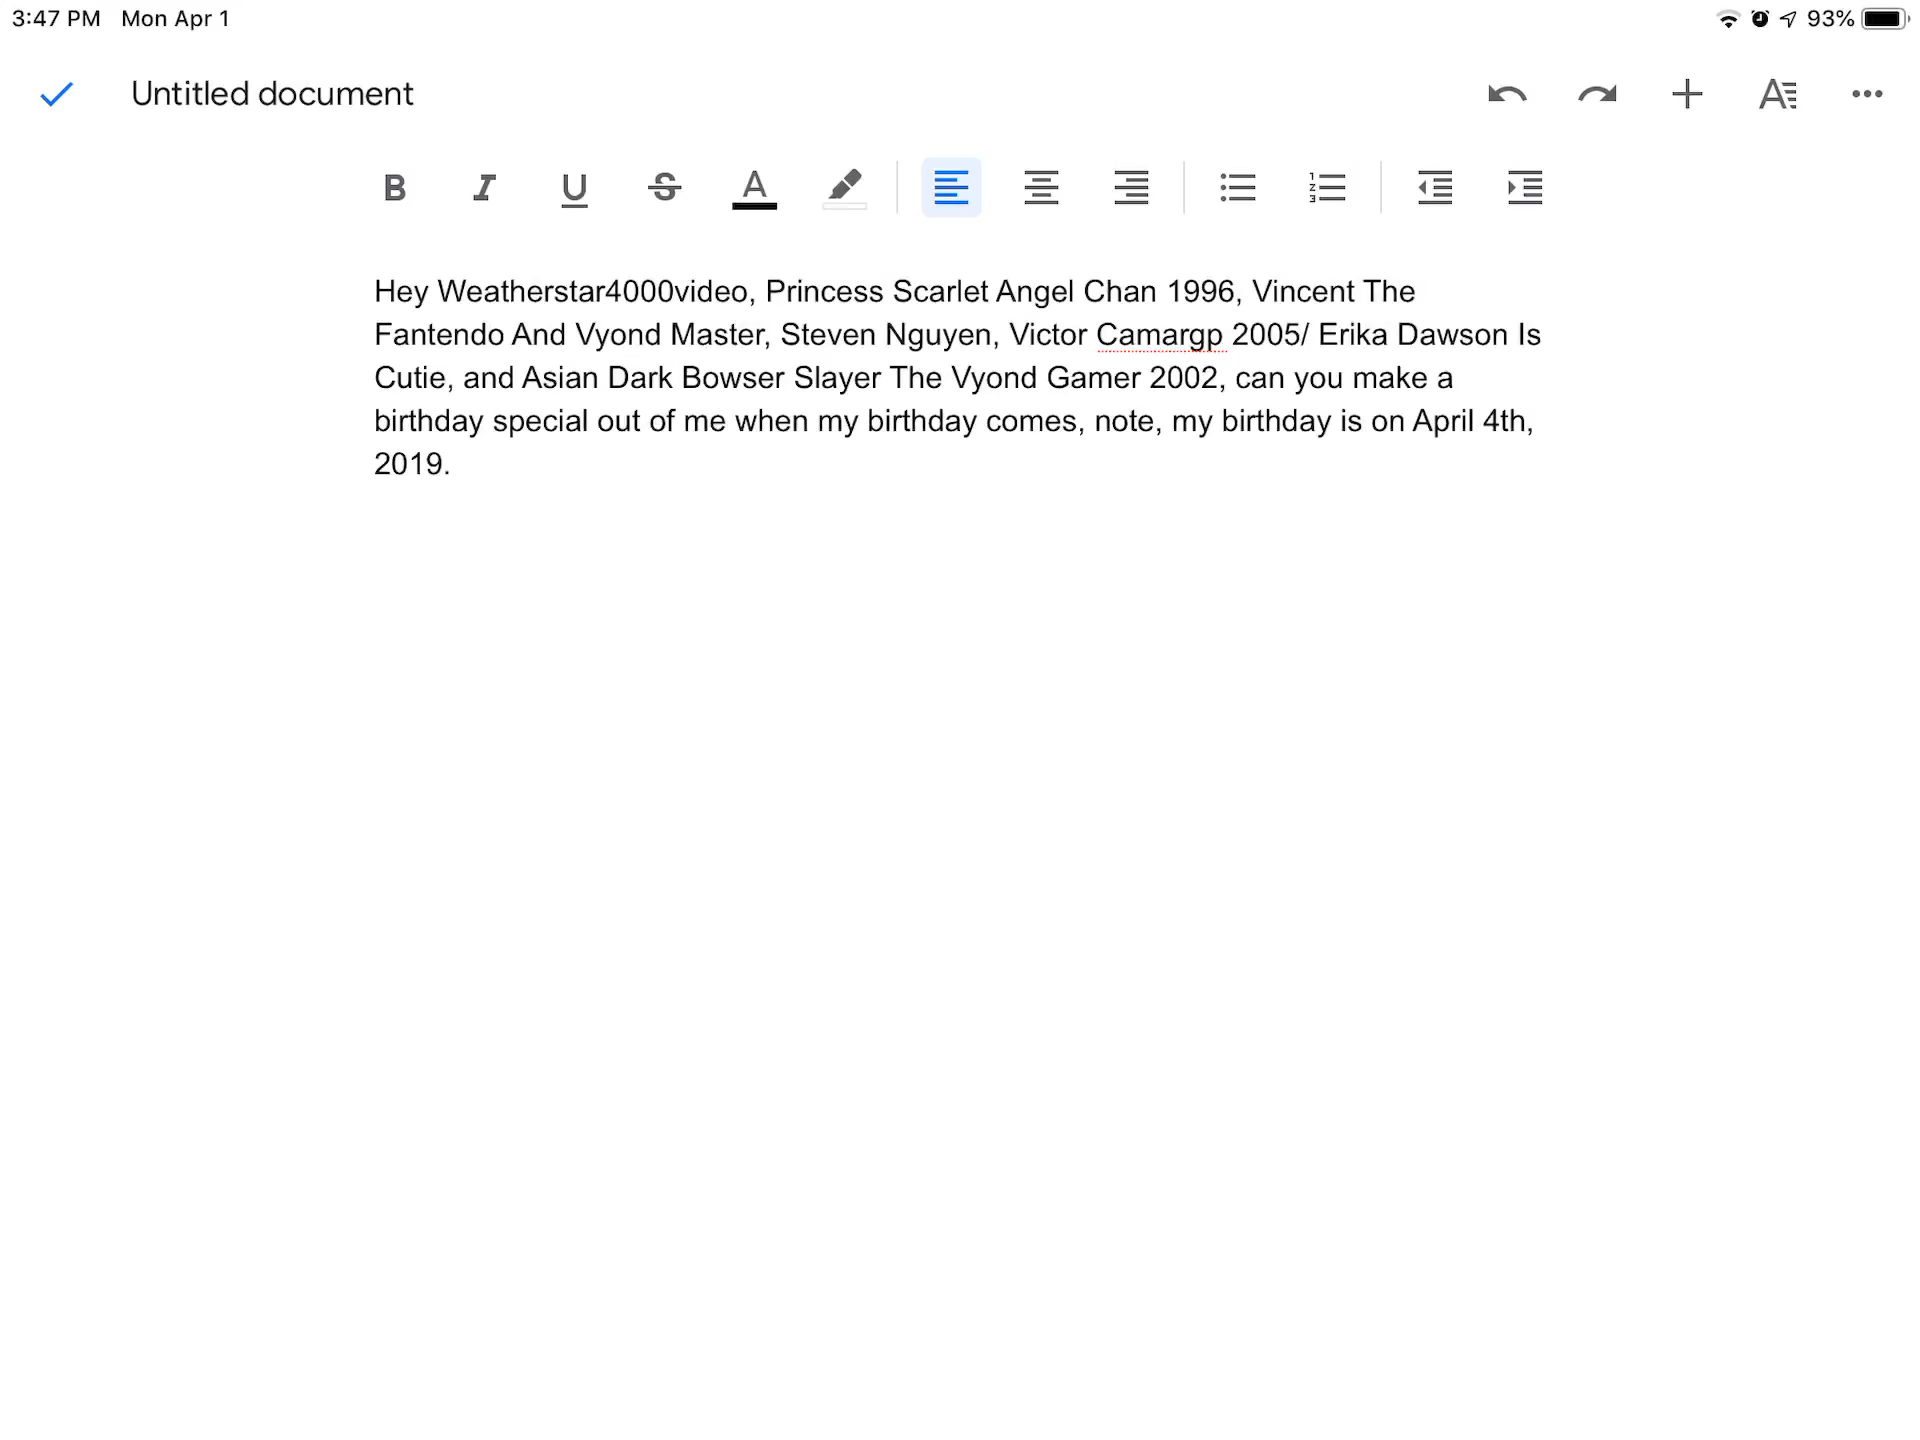 3:47 PM Mon Apr 1 93%
Untitled document
B I U S A
Hey Weatherstar4000video, Princess Scarlet Angel Chan 1996, Vincent The
Fantendo And Vyond Master, Steven Nguyen, Victor Camargp 2005/ Erika Dawson Is
Cutie, and Asian Dark Bowser Slayer The Vyond Gamer 2002, can you make a
birthday special out of me when my birthday comes, note, my birthday is on April 4th,
2019.